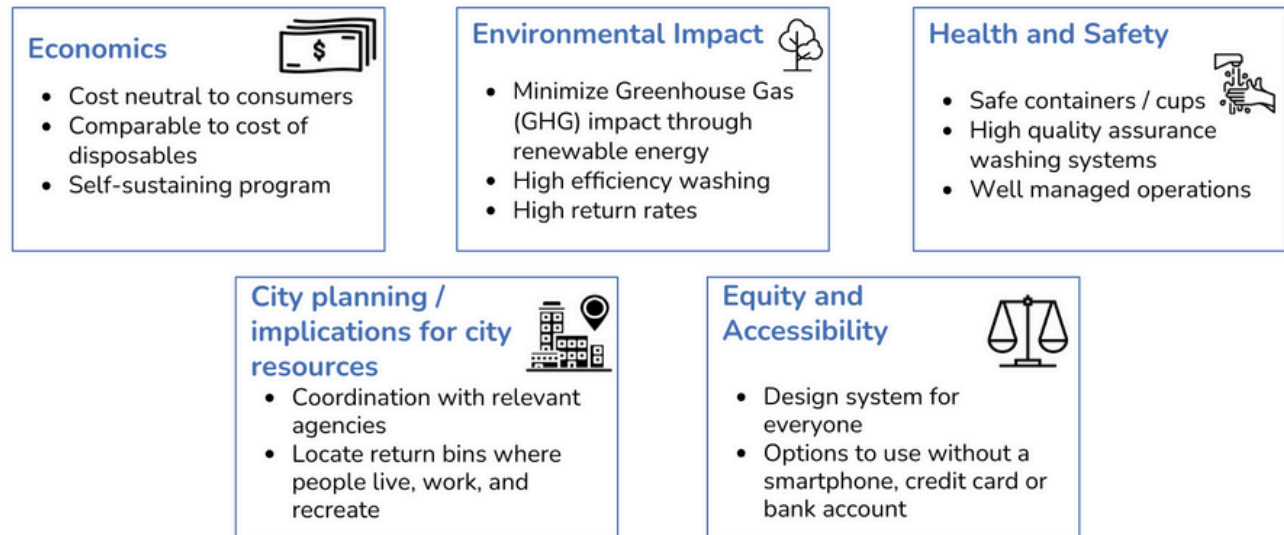 Economics
$
• Cost neutral to consumers
• Comparable to cost of
disposables
• Self-sustaining program
Environmental Impact
• Minimize Greenhouse Gas
(GHG) impact through
renewable energy
• High efficiency washing
• High return rates
Health and Safety
• Safe containers / cups
• High quality assurance
washing systems
• Well managed operations
City planning /
implications for city
resources
• Coordination with relevant
agencies
• Locate return bins where
people live, work, and
recreate
Equity and
Accessibility
• Design system for
everyone
• Options to use without a
smartphone, credit card or
bank account